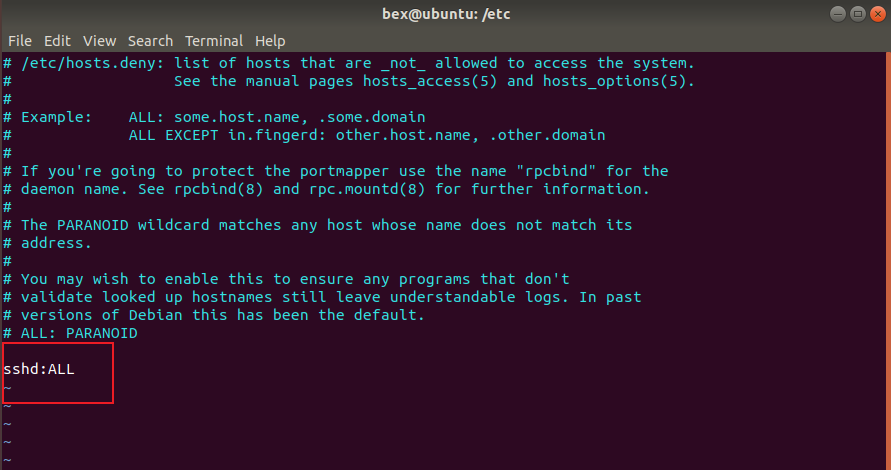 bex@ubuntu: /etc
File Edit View Search Terminal Help
# /etc/hosts.deny: list of hosts that are _not_ allowed to access the system.
#                  See the manual pages hosts_access(5) and hosts_options(5).
#
# Example:    ALL: some.host.name, .some.domain
#             ALL EXCEPT in.fingerd: other.host.name, .other.domain
#
# If you're going to protect the portmapper use the name "rpcbind" for the
# daemon name. See rpcbind(8) and rpc.mountd(8) for further information.
#
# The PARANOID wildcard matches any host whose name does not match its
# address.
#
# You may wish to enable this to ensure any programs that don't
# validate looked up hostnames still leave understandable logs. In past
# versions of Debian this has been the default.
# ALL: PARANOID
sshd:ALL
~
~
~
~
~